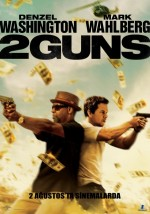 DENZEL MARK
WASHINGTON WAHLBERG
2GUNS
2 AĞUSTOS'TA SİNEMALARDA